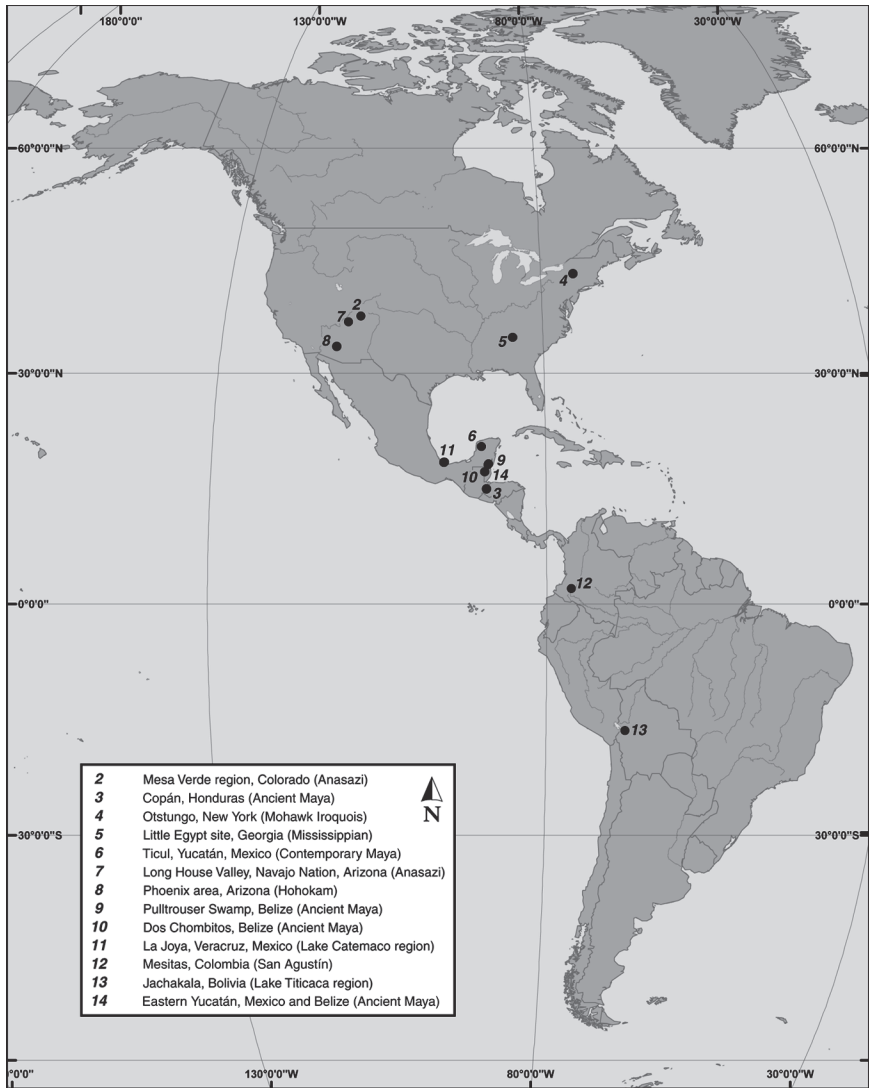 180°0'0"
130°0'0"W
80°0'0"W
30°0'0"W
60°0'0"N
60°0'0"N
4
2
7
8
5
30°0'0"N
30°0'0"N
6
11
9
10
14
3
12
0°0'0"
0°0'0"
13
2 Mesa Verde region, Colorado (Anasazi)
3 Copán, Honduras (Ancient Maya)
4 Otstungo, New York (Mohawk Iroquois)
5 Little Egypt site, Georgia (Mississippian)
6 Ticul, Yucatán, Mexico (Contemporary Maya)
7 Long House Valley, Navajo Nation, Arizona (Anasazi)
8 Phoenix area, Arizona (Hohokam)
9 Pulltrouser Swamp, Belize (Ancient Maya)
10 Dos Chombitos, Belize (Ancient Maya)
11 La Joya, Veracruz, Mexico (Lake Catemaco region)
12 Mesitas, Colombia (San Agustín)
13 Jachakala, Bolivia (Lake Titicaca region)
14 Eastern Yucatán, Mexico and Belize (Ancient Maya)
N
30°0'0"S
30°0'0"S
°0'0"W
130°0'0"W
80°0'0"W
30°0'0"W